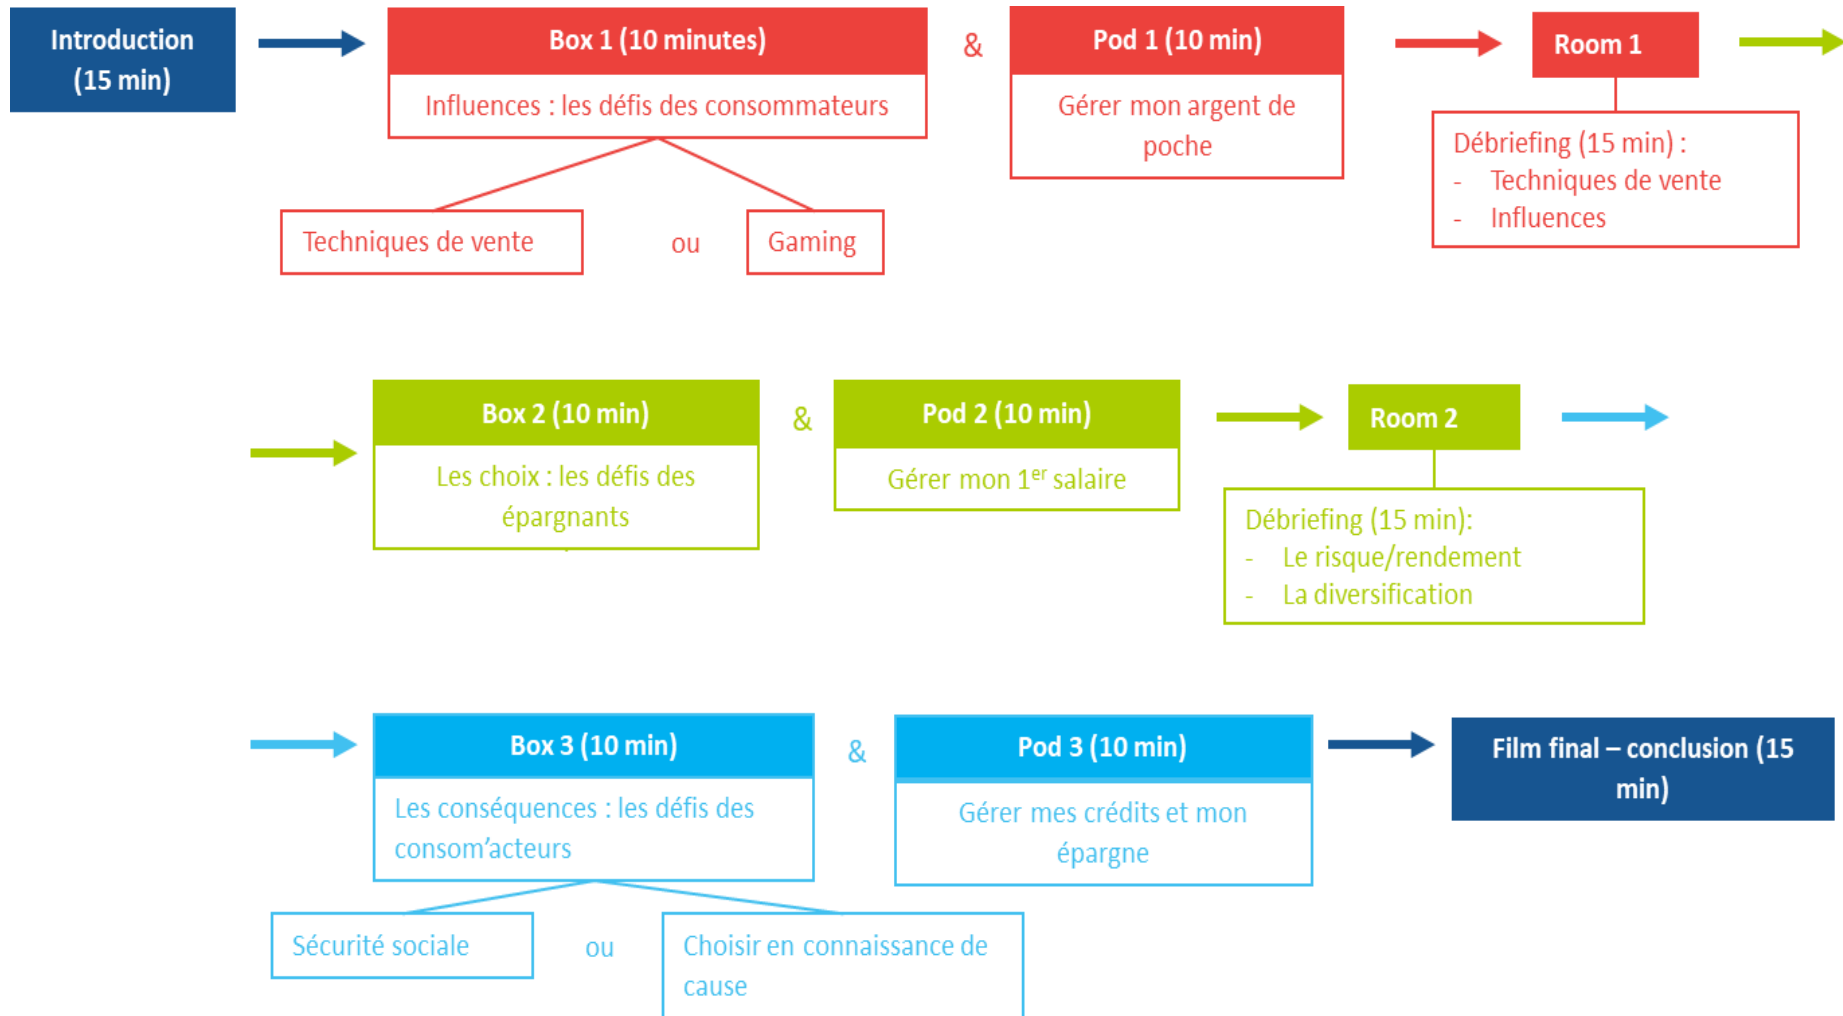 Introduction
(15 min)
Box 1 (10 minutes)
Influences : les défis des consommateurs
Techniques de vente
ou
Gaming
&
Pod 1 (10 min)
Gérer mon argent de
poche
Room 1
Débriefing (15 min) :
- Techniques de vente
- Influences
Box 2 (10 min)
Les choix : les défis des
épargnants
&
Pod 2 (10 min)
Gérer mon 1er salaire
Room 2
Débriefing (15 min):
- Le risque/rendement
- La diversification
Box 3 (10 min)
Les conséquences : les défis des
consom'acteurs
Sécurité sociale
ou
Choisir en connaissance de
cause
&
Pod 3 (10 min)
Gérer mes crédits et mon
épargne
Film final – conclusion (15
min)